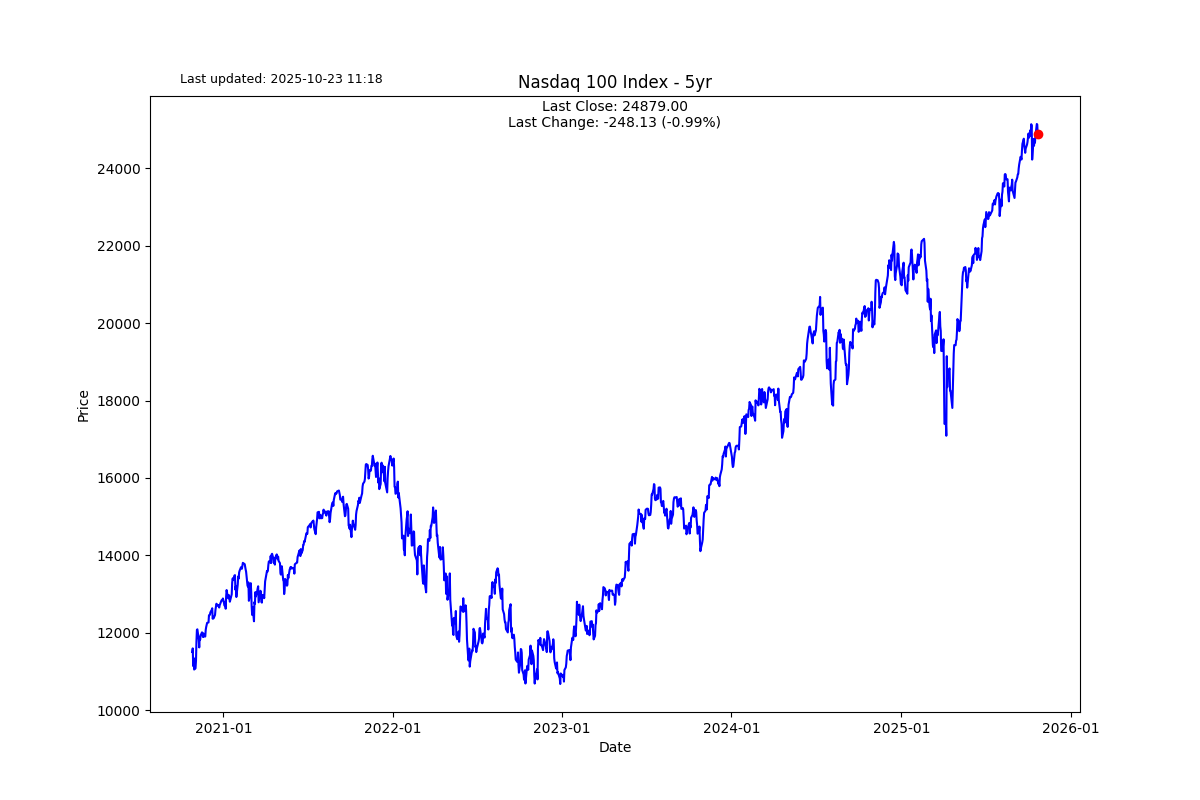 Last updated: 2025-10-23 11:18
Nasdaq 100 Index - 5yr
Last Close: 24879.00
Last Change: -248.13 (-0.99%)
24000
22000
20000
18000
16000
14000
12000
10000
Price
2021-01
2022-01
2023-01
2024-01
2025-01
2026-01
Date